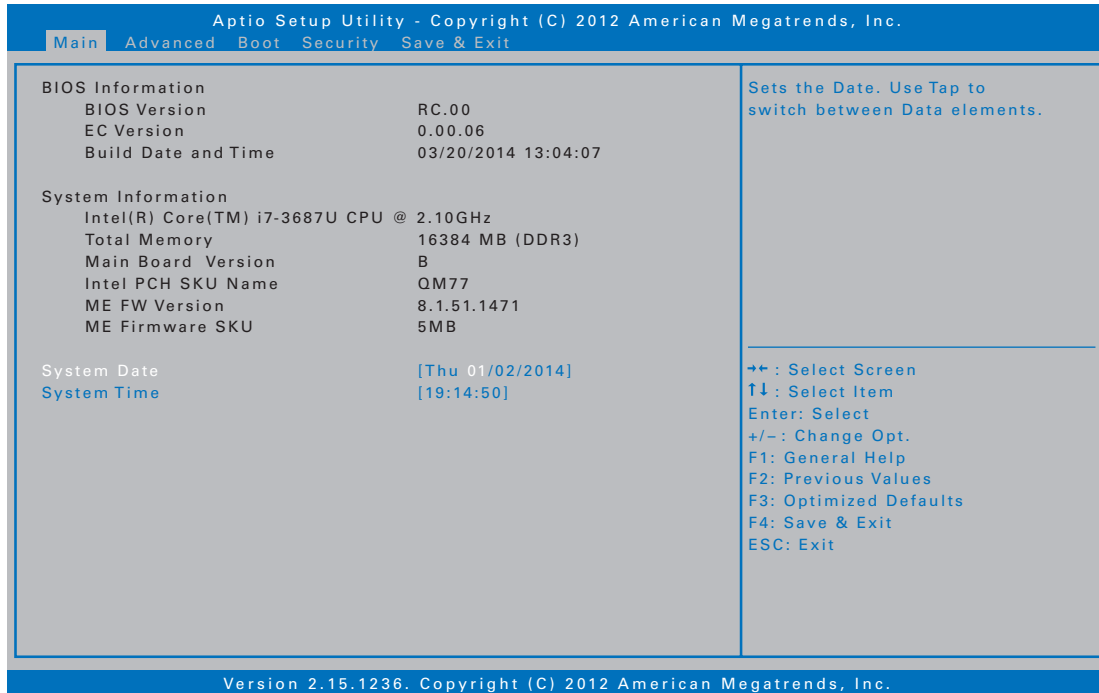 Aptio Setup Utility - Copyright (C) 2012 American Megatrends, Inc.
Main Advanced Boot Security Save & Exit
BIOS Information
BIOS Version RC.00
EC Version 0.00.06
Build Date and Time 03/20/2014 13:04:07
System Information
Intel(R) Core(TM) i7-3687U CPU @ 2.10GHz
Total Memory 16384 MB (DDR3)
Main Board Version B
Intel PCH SKU Name QM77
ME FW Version 8.1.51.1471
ME Firmware SKU 5MB
System Date [Thu 01/02/2014]
System Time [19:14:50]
Sets the Date. Use Tap to
switch between Data elements.
→← : Select Screen
↑↓ : Select Item
Enter: Select
+/– : Change Opt.
F1: General Help
F2: Previous Values
F3: Optimized Defaults
F4: Save & Exit
ESC: Exit
Version 2.15.1236. Copyright (C) 2012 American Megatrends, Inc.